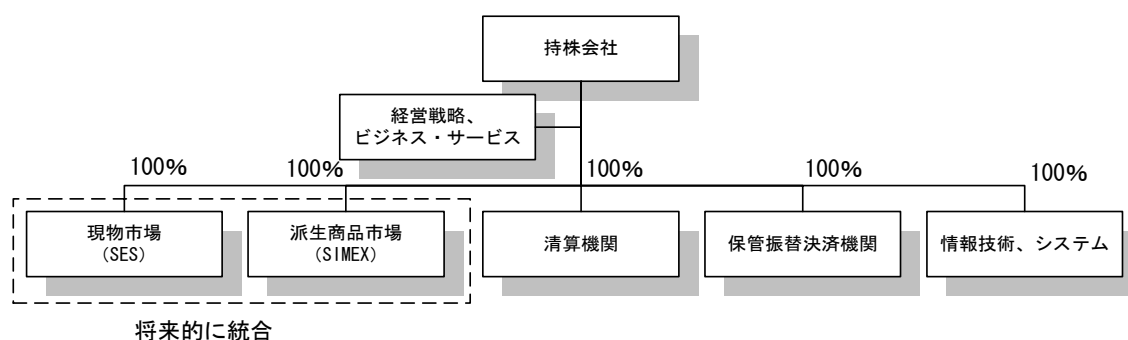 持株会社
経営戦略、
ビジネス・サービス
100%
100%
100%
100%
100%
現物市場
(SES)
派生商品市場
(SIMEX)
清算機関
保管振替決済機関
情報技術、システム
将来的に統合